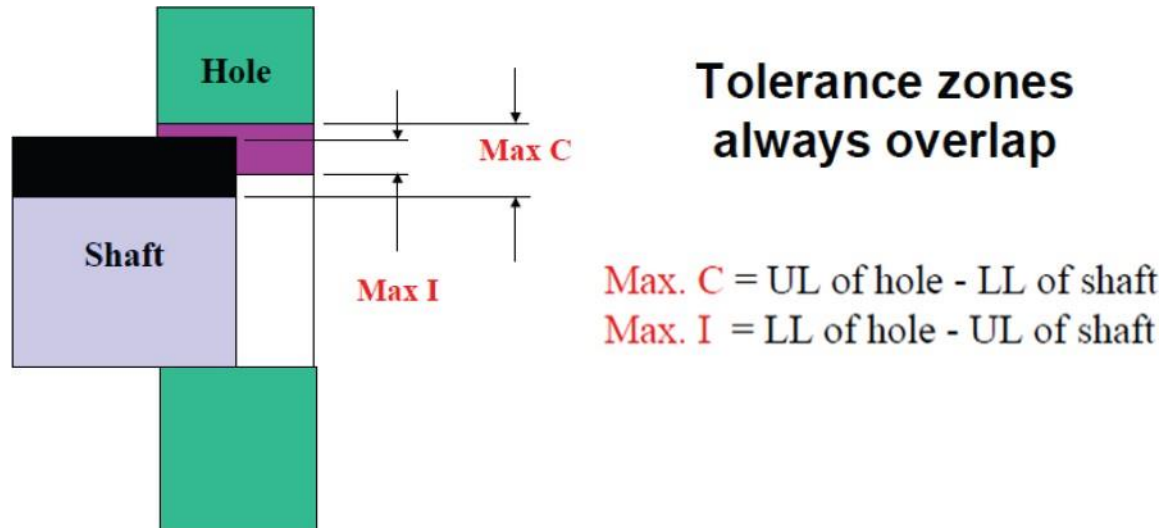 Hole
Max C
Shaft
Max I
Tolerance zones
always overlap
Max. C = UL of hole - LL of shaft
Max. I = LL of hole - UL of shaft